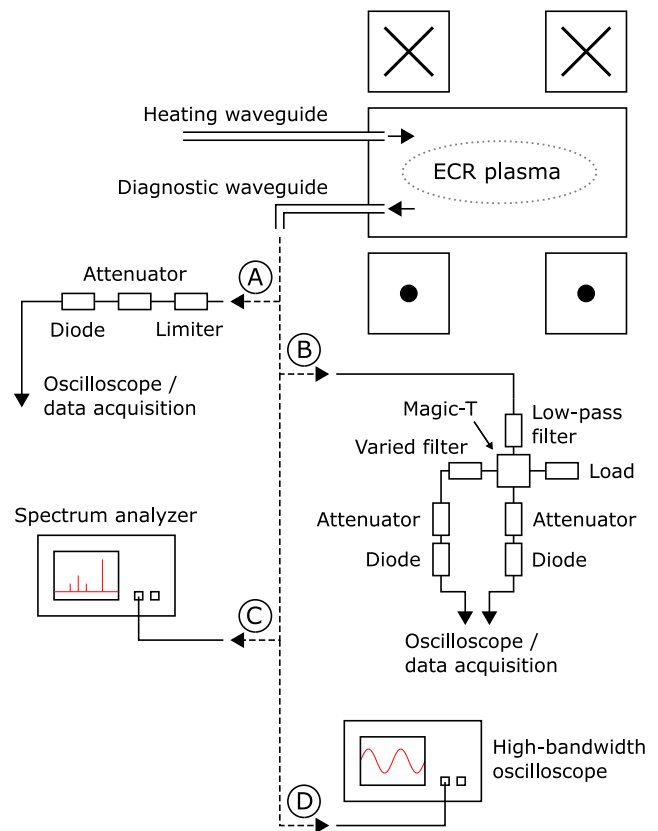 Heating waveguide
ECR plasma
Diagnostic waveguide
A
Attenuator
Diode
Limiter
Oscilloscope /
data acquisition
B
Magic-T
Low-pass
filter
Varied filter
Load
Attenuator
Attenuator
Diode
Diode
Oscilloscope /
data acquisition
Spectrum analyzer
C
D
High-bandwidth
oscilloscope